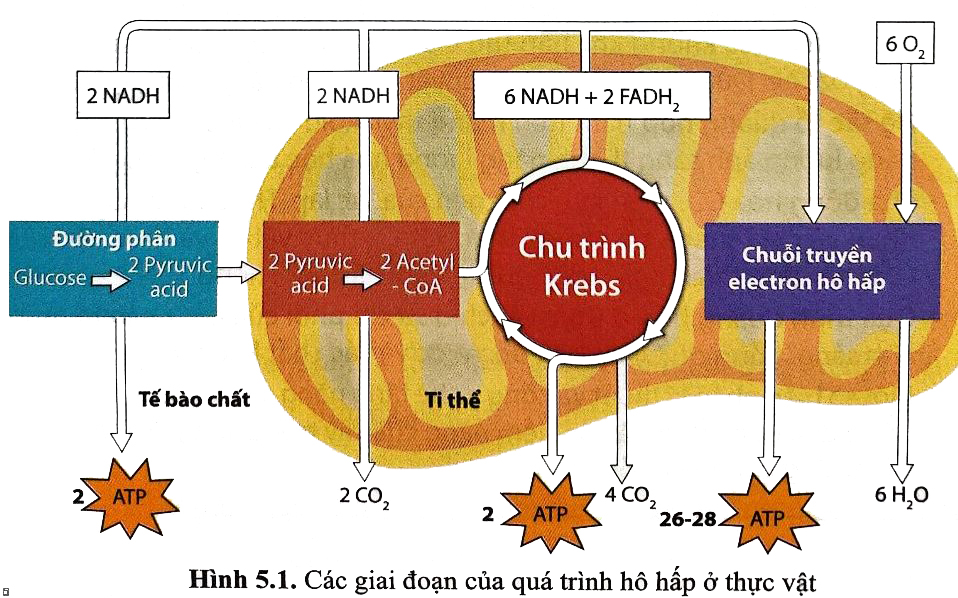 6 O₂
2 NADH
2 NADH
6 NADH + 2 FADH₂
Đường phân
Glucose
2 Pyruvic
acid
2 Pyruvic
acid
2 Acetyl
- CoA
Chu trình
Krebs
Chuỗi truyền
electron hô hấp
Tế bào chất
Ti thể
2 ATP
2 CO₂
2 ATP
4 CO₂
26-28 ATP
6 H₂O
Hình 5.1. Các giai đoạn của quá trình hô hấp ở thực vật